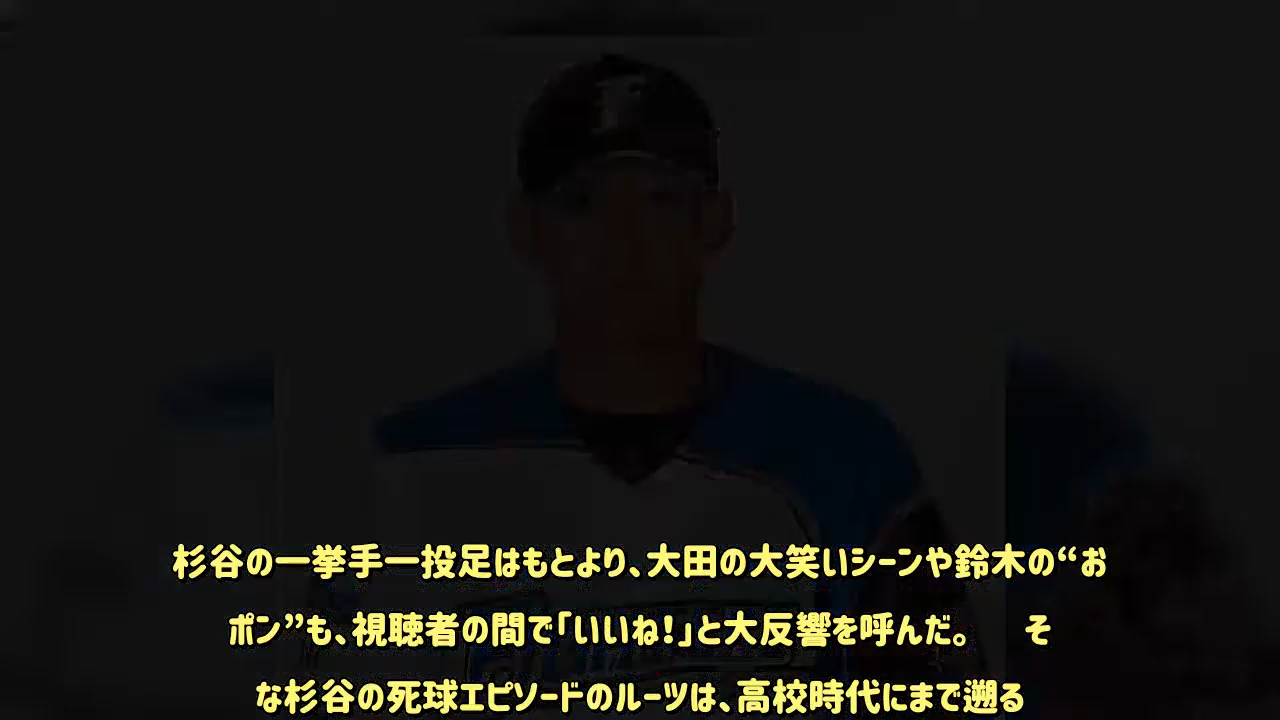 杉谷の一挙手一投足はもとより、大田の大笑いシーンや鈴木の“お
ポン”も、視聴者の間で「いいね！」と大反響を呼んだ。　そ
な杉谷の死球エピソードのルーツは、高校時代にまで遡る